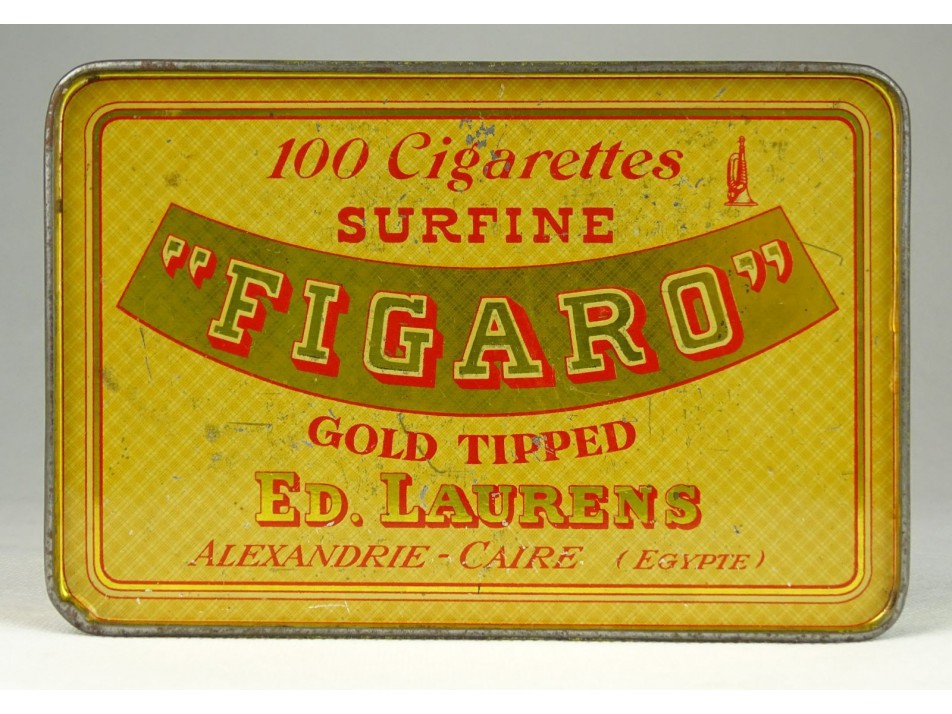 100 Cigarettes
SURFINE
"FIGARO"
GOLD TIPPED
ED. LAURENS
ALEXANDRIE - CAIRE (EGYPTE)